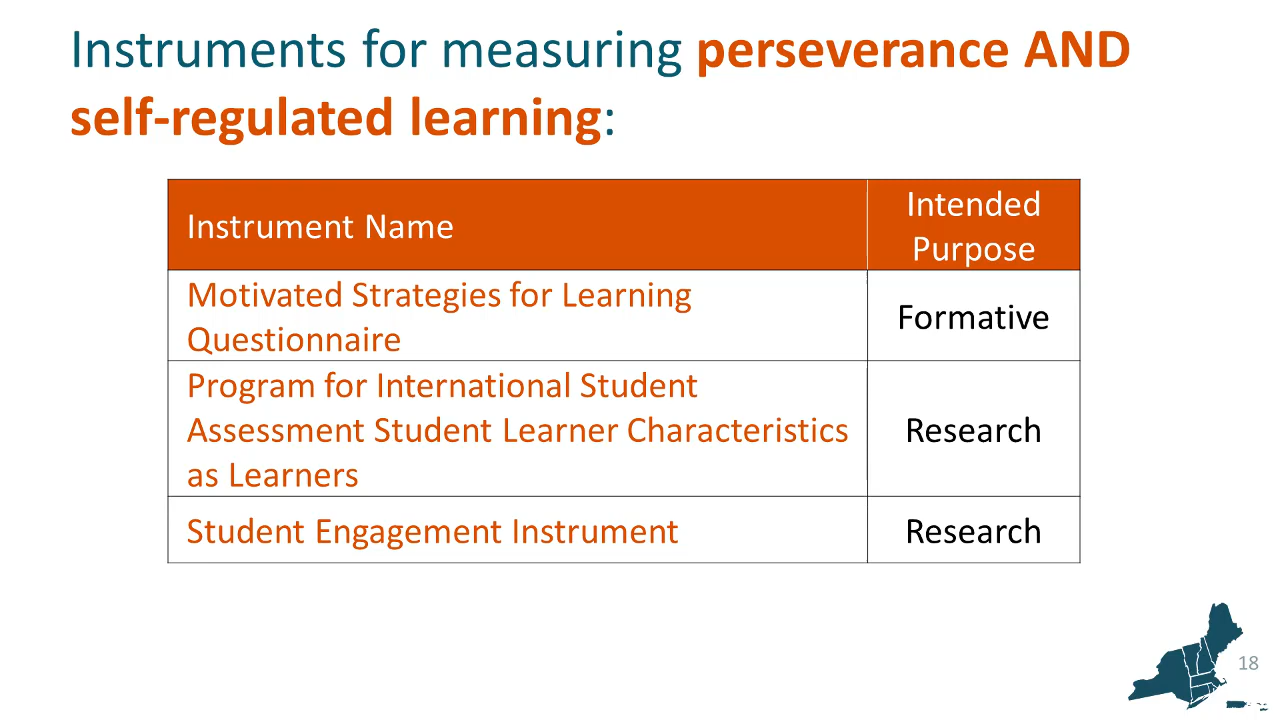 Instruments for measuring perseverance AND
self-regulated learning:
Instrument Name
Intended
Purpose
Motivated Strategies for Learning
Questionnaire
Formative
Program for International Student
Assessment Student Learner Characteristics
as Learners
Research
Student Engagement Instrument
Research
18